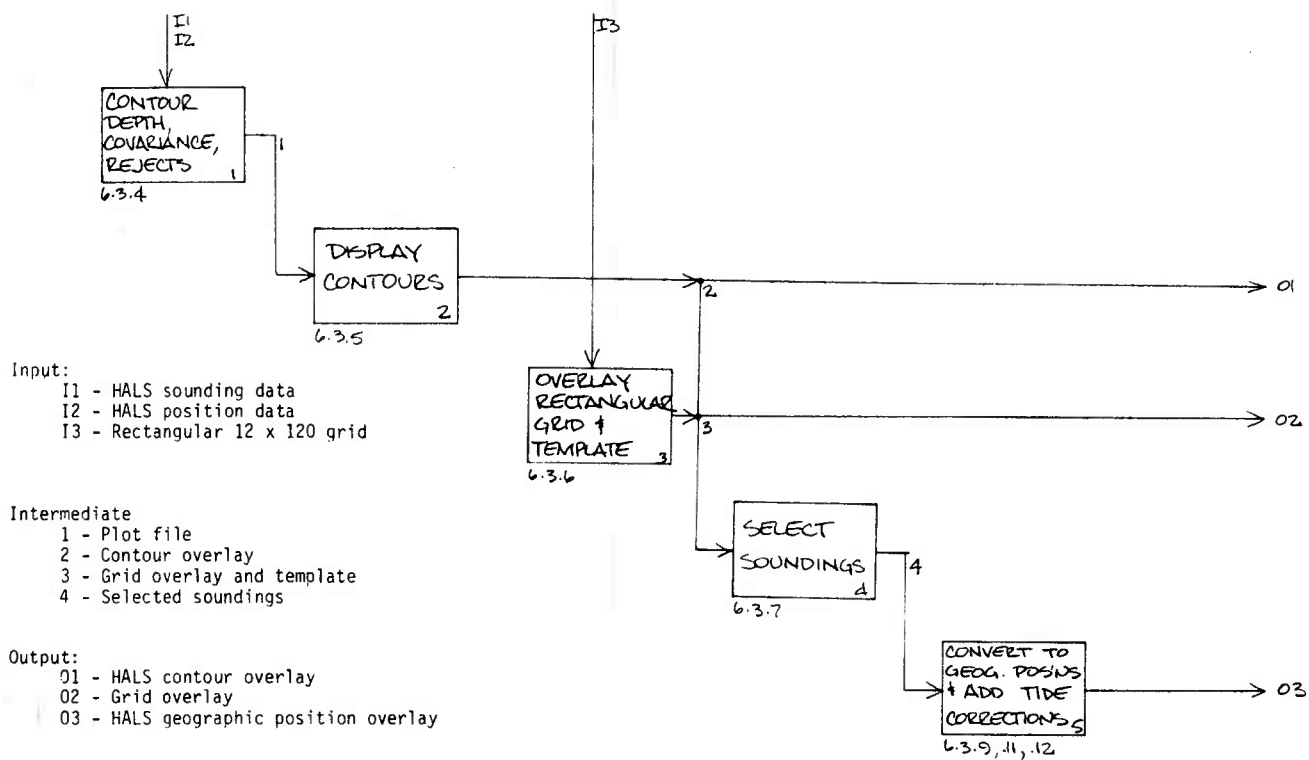 I1
I2
I3
CONTOUR
DEPTH,
COVARIANCE,
REJECTS
1
6.3.4
1
DISPLAY
CONTOURS
2
6.3.5
2
O1
Input:
I1 - HALS sounding data
I2 - HALS position data
I3 - Rectangular 12 x 120 grid
OVERLAY
RECTANGULAR
GRID &
TEMPLATE
3
6.3.6
3
O2
Intermediate
1 - Plot file
2 - Contour overlay
3 - Grid overlay and template
4 - Selected soundings
SELECT
SOUNDINGS
4
6.3.7
4
Output:
O1 - HALS contour overlay
O2 - Grid overlay
O3 - HALS geographic position overlay
CONVERT TO
GEOG. POS'NS
& ADD TIDE
CORRECTIONS
5
6.3.9, .11, .12
O3